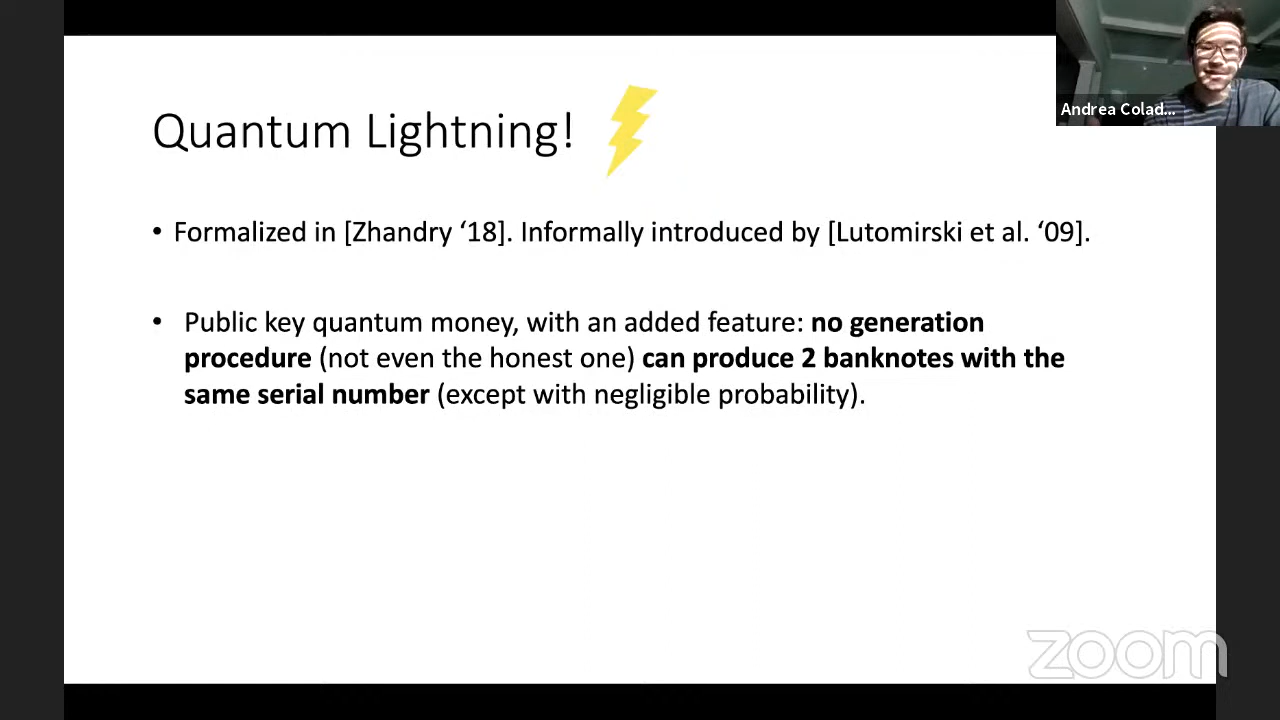 Quantum Lightning!
Andrea Colad...
• Formalized in [Zhandry ‘18]. Informally introduced by [Lutomirski et al. ‘09].
• Public key quantum money, with an added feature: no generation
procedure (not even the honest one) can produce 2 banknotes with the
same serial number (except with negligible probability).
zoom